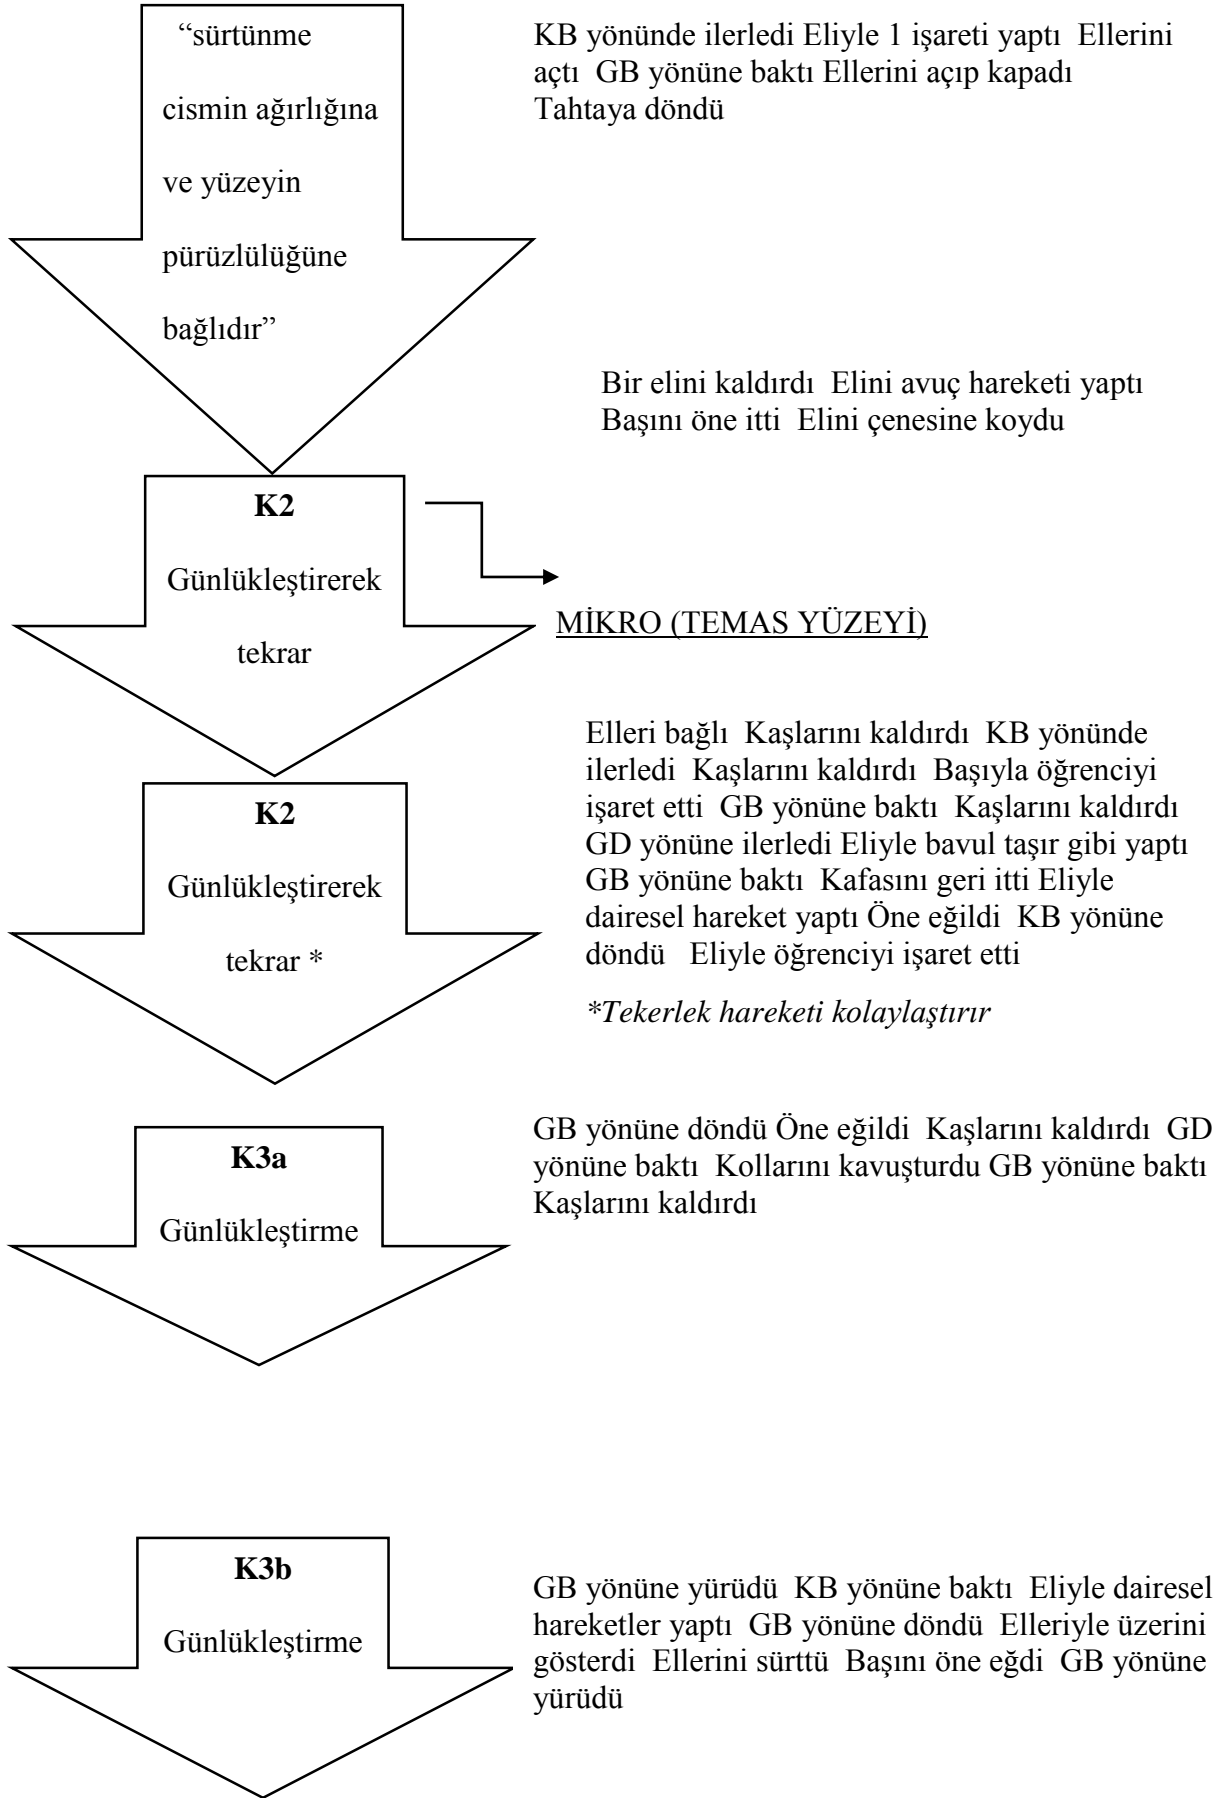 “sürtünme
cismin ağırlığına
ve yüzeyin
pürüzlülüğüne
bağlıdır”
KB yönünde ilerledi Eliyle 1 işareti yaptı Ellerini
açtı GB yönüne baktı Ellerini açıp kapadı
Tahtaya döndü
Bir elini kaldırdı Elini avuç hareketi yaptı
Başını öne itti Elini çenesine koydu
K2
Günlükleştirerek
tekrar
MİKRO (TEMAS YÜZEYİ)
K2
Günlükleştirerek
tekrar *
Elleri bağlı Kaşlarını kaldırdı KB yönünde
ilerledi Kaşlarını kaldırdı Başıyla öğrenciyi
işaret etti GB yönüne baktı Kaşlarını kaldırdı
GD yönüne ilerledi Eliyle bavul taşır gibi yaptı
GB yönüne baktı Kafasını geri itti Eliyle
dairesel hareket yaptı Öne eğildi KB yönüne
döndü Eliyle öğrenciyi işaret etti
*Tekerlek hareketi kolaylaştırır
K3a
Günlükleştirme
GB yönüne döndü Öne eğildi Kaşlarını kaldırdı GD
yönüne baktı Kollarını kavuşturdu GB yönüne baktı
Kaşlarını kaldırdı
K3b
Günlükleştirme
GB yönüne yürüdü KB yönüne baktı Eliyle dairesel
hareketler yaptı GB yönüne döndü Elleriyle üzerini
gösterdi Ellerini sürttü Başını öne eğdi GB yönüne
yürüdü